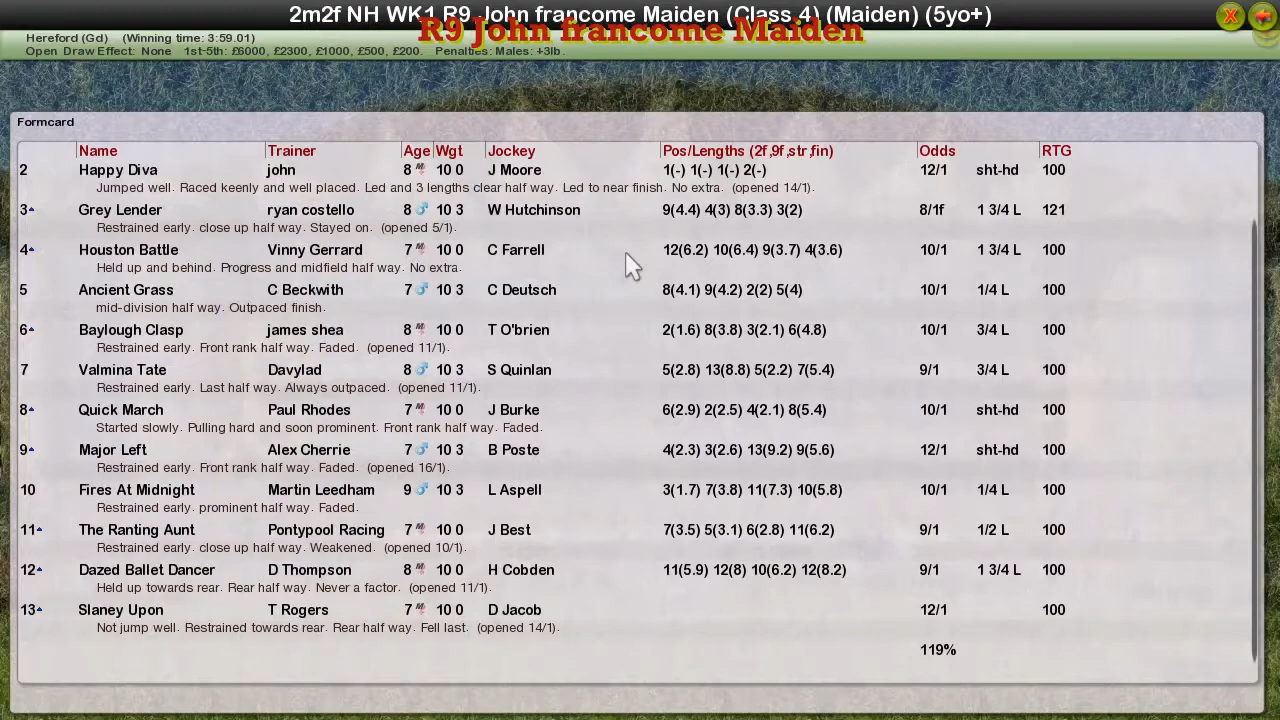 2m2f NH WK1 R9 John francome Maiden (Class 4) (Maiden) (5yo+)
R9 John francome Maiden
Hereford (Gd) (Winning time: 3:59.01)
Open Draw Effect: None 1st-5th: £6000, £2300, £1000, £500, £200. Penalties: Males: +3lb.
Formcard
Name Trainer Age Wgt Jockey Pos/Lengths (2f,9f,str,fin) Odds RTG
2 Happy Diva john 8 10 0 J Moore 1(-) 1(-) 1(-) 2(-) 12/1 sht-hd 100
Jumped well. Raced keenly and well placed. Led and 3 lengths clear half way. Led to near finish. No extra. (opened 14/1).
3 Grey Lender ryan costello 8 10 3 W Hutchinson 9(4.4) 4(3) 8(3.3) 3(2) 8/1f 1 3/4 L 121
Restrained early. close up half way. Stayed on. (opened 5/1).
4 Houston Battle Vinny Gerrard 7 10 0 C Farrell 12(6.2) 10(6.4) 9(3.7) 4(3.6) 10/1 1 3/4 L 100
Held up and behind. Progress and midfield half way. No extra.
5 Ancient Grass C Beckwith 7 10 3 C Deutsch 8(4.1) 9(4.2) 2(2) 5(4) 10/1 1/4 L 100
mid-division half way. Outpaced finish.
6 Baylough Clasp james shea 8 10 0 T O'brien 2(1.6) 8(3.8) 3(2.1) 6(4.8) 10/1 3/4 L 100
Restrained early. Front rank half way. Faded. (opened 11/1).
7 Valmina Tate Davylad 8 10 3 S Quinlan 5(2.8) 13(8.8) 5(2.2) 7(5.4) 9/1 3/4 L 100
Restrained early. Last half way. Always outpaced. (opened 11/1).
8 Quick March Paul Rhodes 7 10 0 J Burke 6(2.9) 2(2.5) 4(2.1) 8(5.4) 10/1 sht-hd 100
Started slowly. Pulling hard and soon prominent. Front rank half way. Faded.
9 Major Left Alex Cherrie 7 10 3 B Poste 4(2.3) 3(2.6) 13(9.2) 9(5.6) 12/1 sht-hd 100
Restrained early. Front rank half way. Faded. (opened 16/1).
10 Fires At Midnight Martin Leedham 9 10 3 L Aspell 3(1.7) 7(3.8) 11(7.3) 10(5.8) 10/1 1/4 L 100
Restrained early. prominent half way. Faded.
11 The Ranting Aunt Pontypool Racing 7 10 0 J Best 7(3.5) 5(3.1) 6(2.8) 11(6.2) 9/1 1/2 L 100
Restrained early. close up half way. Weakened. (opened 10/1).
12 Dazed Ballet Dancer D Thompson 8 10 0 H Cobden 11(5.9) 12(8) 10(6.2) 12(8.2) 9/1 1 3/4 L 100
Held up towards rear. Rear half way. Never a factor. (opened 11/1).
13 Slaney Upon T Rogers 7 10 0 D Jacob 12/1 100
Not jump well. Restrained towards rear. Rear half way. Fell last. (opened 14/1).
119%